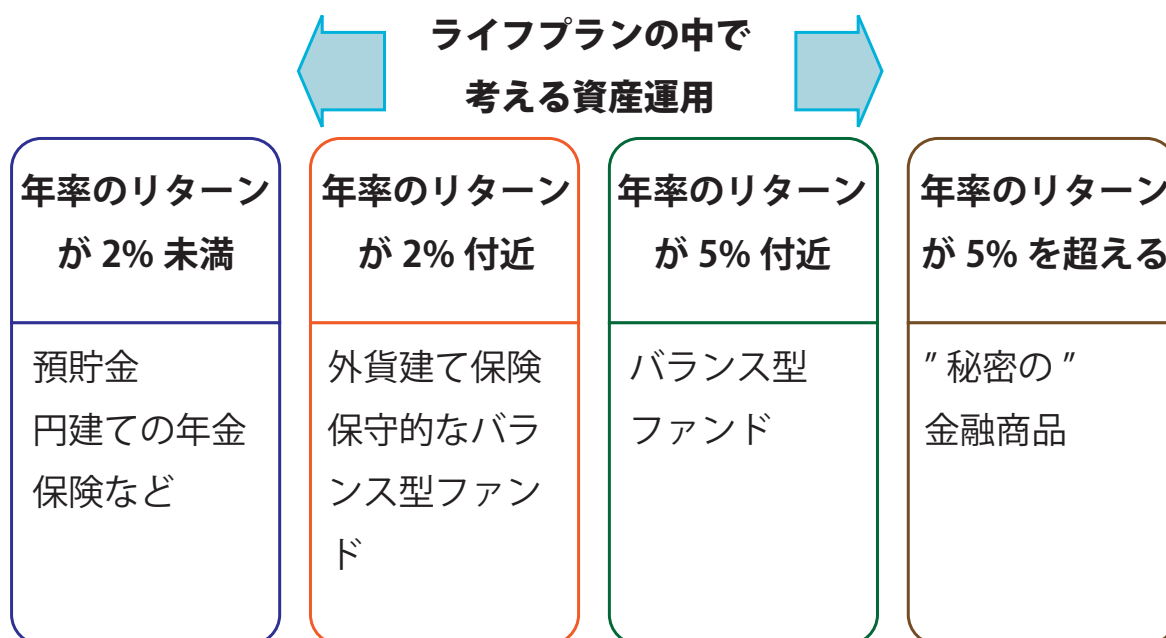 ライフプランの中で
考える資産運用
年率のリターン
が 2% 未満
預貯金
円建ての年金
保険など
年率のリターン
が 2% 付近
外貨建て保険
保守的なバラ
ンス型ファン
ド
年率のリターン
が 5% 付近
バランス型
ファンド
年率のリターン
が 5% を超える
" 秘密の "
金融商品